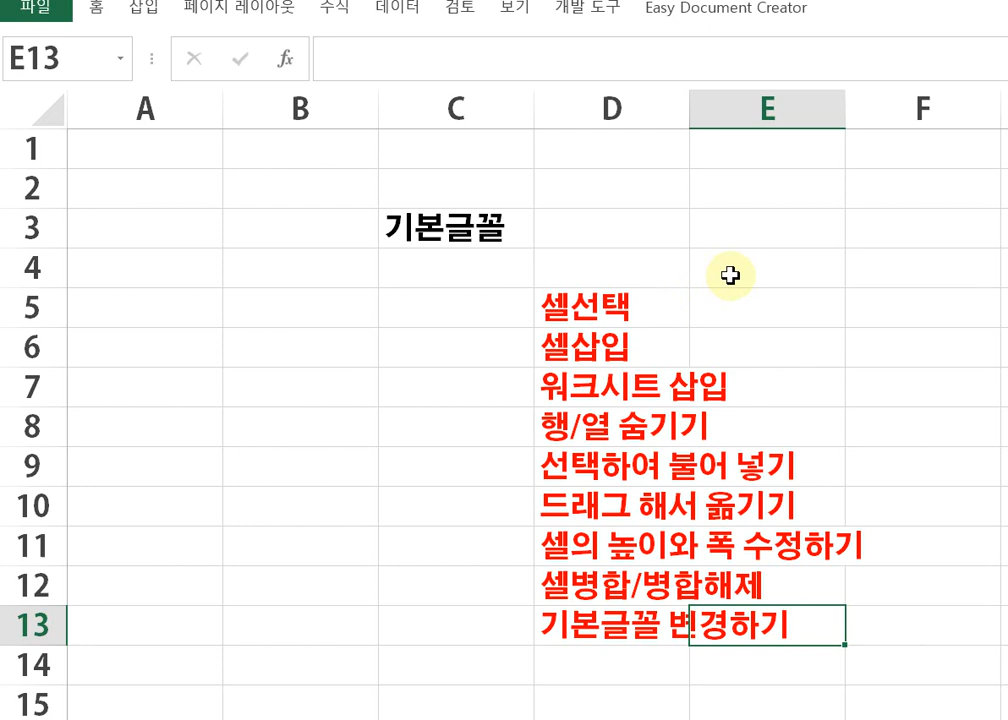 파일 홈 삽입 페이지 레이아웃 수식 데이터 검토 보기 개발 도구 Easy Document Creator
E13 fx
A B C D E F
1
2
3 기본글꼴
4
5 셀선택
6 셀삽입
7 워크시트 삽입
8 행/열 숨기기
9 선택하여 불어 넣기
10 드래그 해서 옮기기
11 셀의 높이와 폭 수정하기
12 셀병합/병합해제
13 기본글꼴 변경하기
14
15